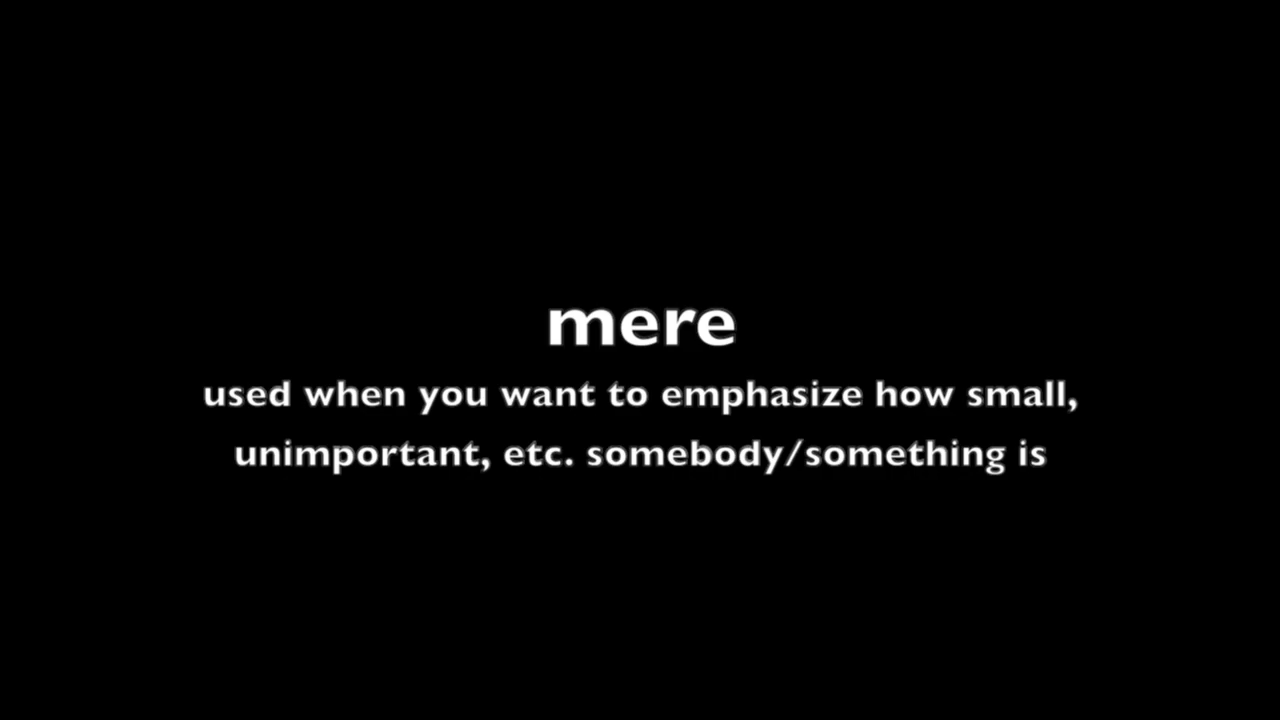 mere
used when you want to emphasize how small,
unimportant, etc. somebody/something is